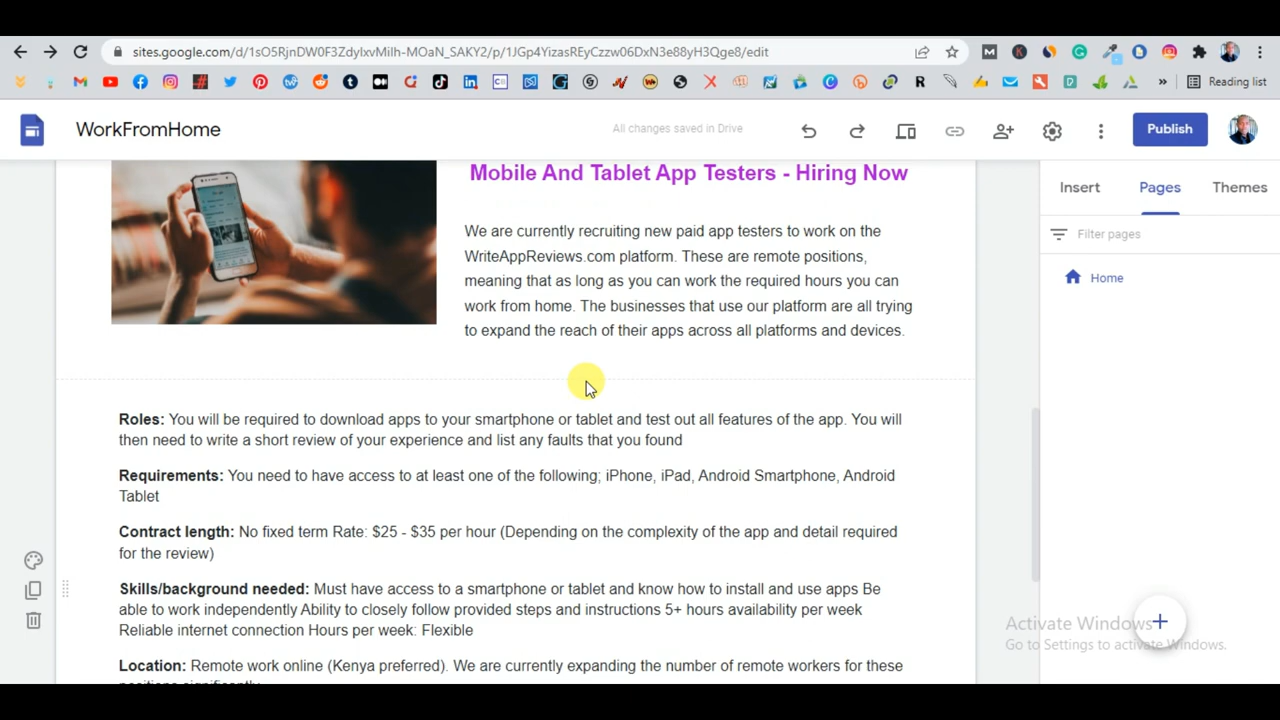 sites.google.com/d/1sO5RjnDW0F3ZdyIxvMilh-MOaN_SAKY2/p/1JGp4YizasREyCzzw06DxN3e88yH3Qge8/edit
Reading list
WorkFromHome
All changes saved in Drive
Publish
Mobile And Tablet App Testers - Hiring Now
We are currently recruiting new paid app testers to work on the
WriteAppReviews.com platform. These are remote positions,
meaning that as long as you can work the required hours you can
work from home. The businesses that use our platform are all trying
to expand the reach of their apps across all platforms and devices.
Roles: You will be required to download apps to your smartphone or tablet and test out all features of the app. You will
then need to write a short review of your experience and list any faults that you found
Requirements: You need to have access to at least one of the following; iPhone, iPad, Android Smartphone, Android
Tablet
Contract length: No fixed term Rate: $25 - $35 per hour (Depending on the complexity of the app and detail required
for the review)
Skills/background needed: Must have access to a smartphone or tablet and know how to install and use apps Be
able to work independently Ability to closely follow provided steps and instructions 5+ hours availability per week
Reliable internet connection Hours per week: Flexible
Location: Remote work online (Kenya preferred). We are currently expanding the number of remote workers for these
positions significantly
Insert Pages Themes
Filter pages
Home
Activate Windows
Go to Settings to activate Windows.